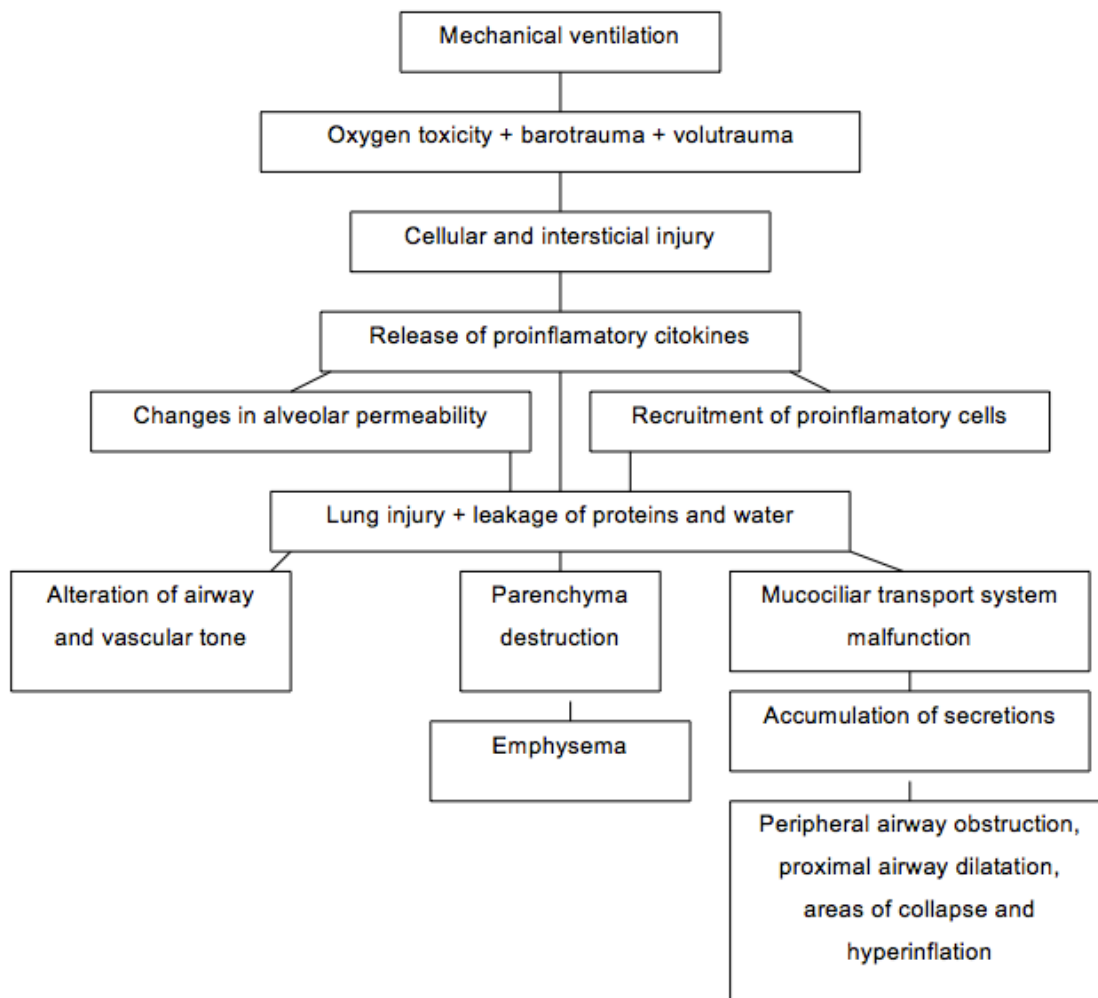 Mechanical ventilation
Oxygen toxicity + barotrauma + volutrauma
Cellular and intersticial injury
Release of proinflamatory citokines
Changes in alveolar permeability
Recruitment of proinflamatory cells
Lung injury + leakage of proteins and water
Alteration of airway
and vascular tone
Parenchyma
destruction
Mucociliar transport system
malfunction
Emphysema
Accumulation of secretions
Peripheral airway obstruction,
proximal airway dilatation,
areas of collapse and
hyperinflation